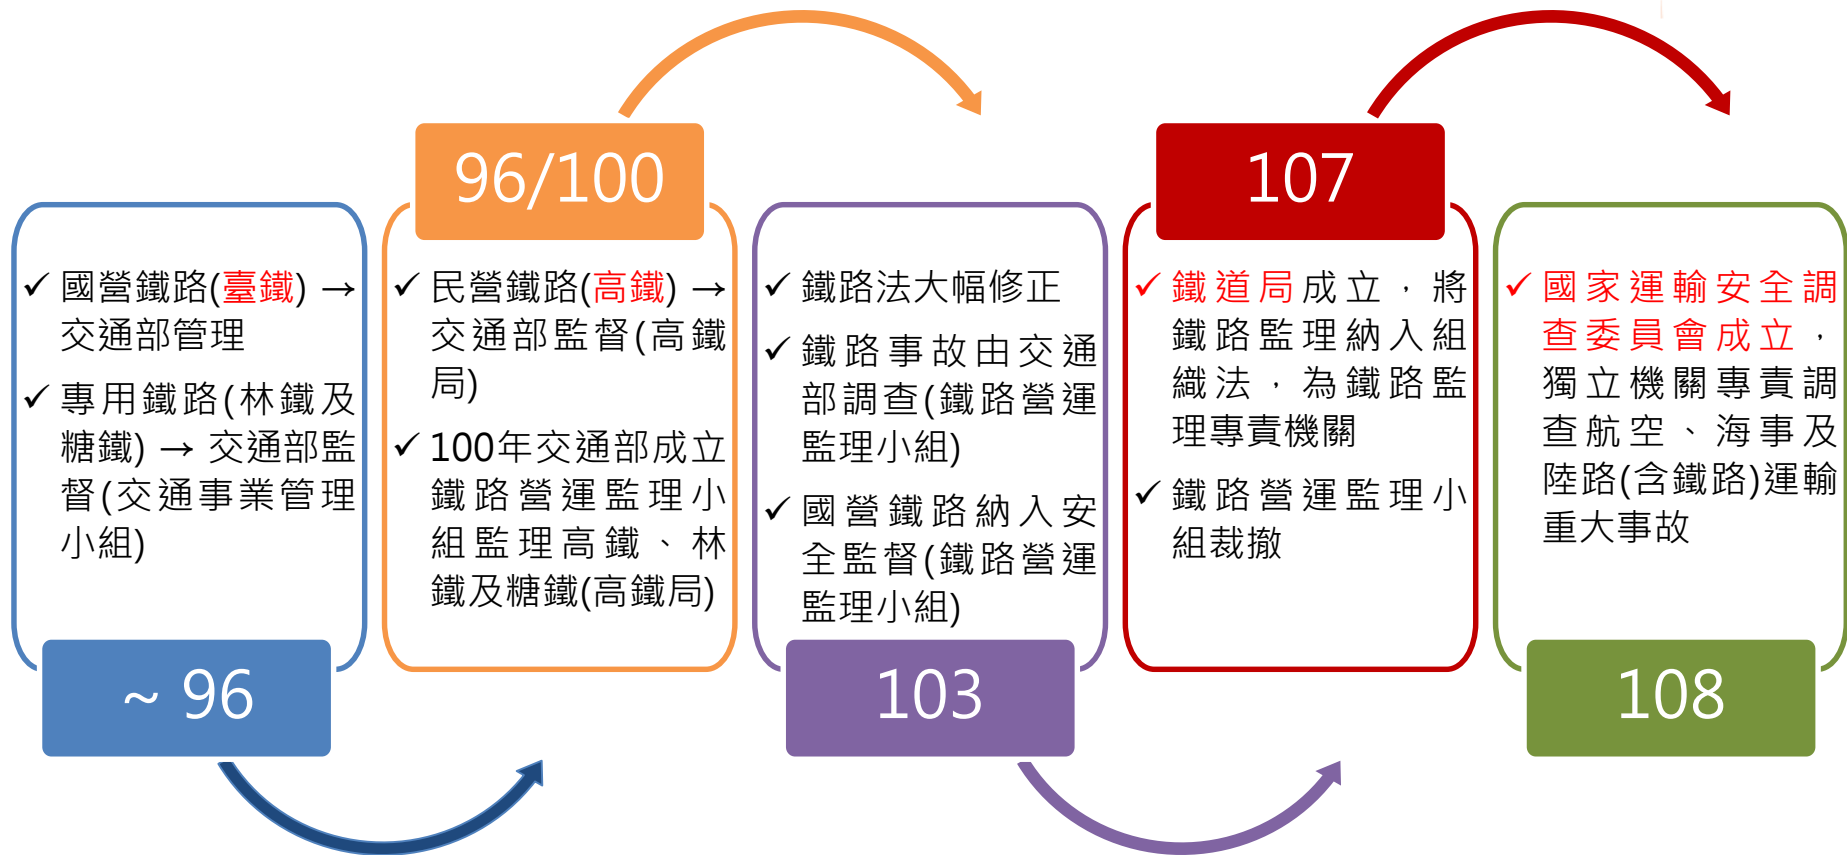 ~ 96
✓ 國營鐵路(臺鐵) →
交通部管理
✓ 專用鐵路(林鐵及
糖鐵) → 交通部監
督(交通事業管理
小組)
96/100
✓ 民營鐵路(高鐵) →
交通部監督(高鐵
局)
✓ 100年交通部成立
鐵路營運監理小
組監理高鐵、林
鐵及糖鐵(高鐵局)
103
✓ 鐵路法大幅修正
✓ 鐵路事故由交通
部調查(鐵路營運
監理小組)
✓ 國營鐵路納入安
全監督(鐵路營運
監理小組)
107
✓ 鐵道局成立，將
鐵路監理納入組
織法，為鐵路監
理專責機關
✓ 鐵路營運監理小
組裁撤
108
✓ 國家運輸安全調
查委員會成立，
獨立機關專責調
查航空、海事及
陸路(含鐵路)運輸
重大事故